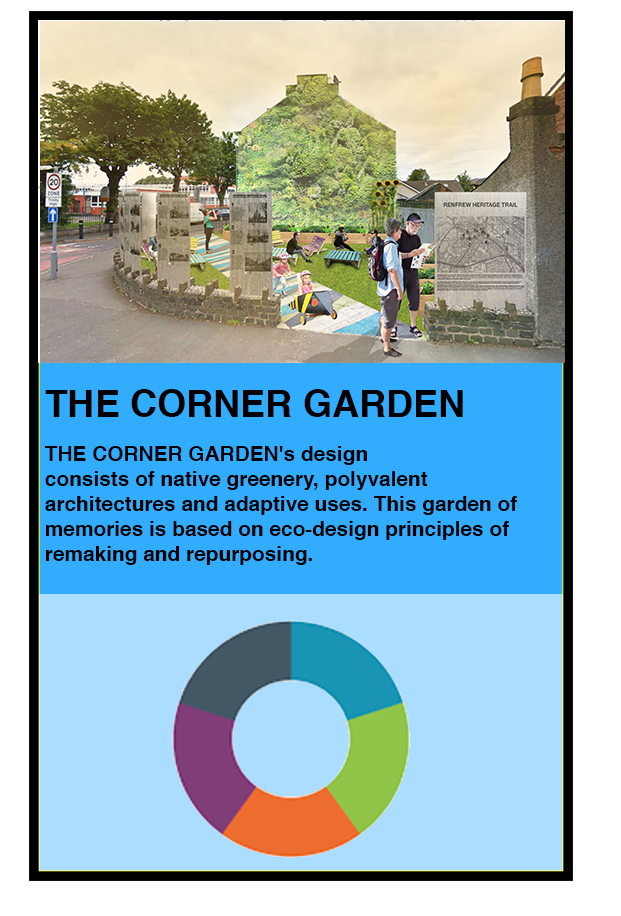 20
ZONE
RENFREW HERITAGE TRAIL
THE CORNER GARDEN
THE CORNER GARDEN's design
consists of native greenery, polyvalent
architectures and adaptive uses. This garden of
memories is based on eco-design principles of
remaking and repurposing.